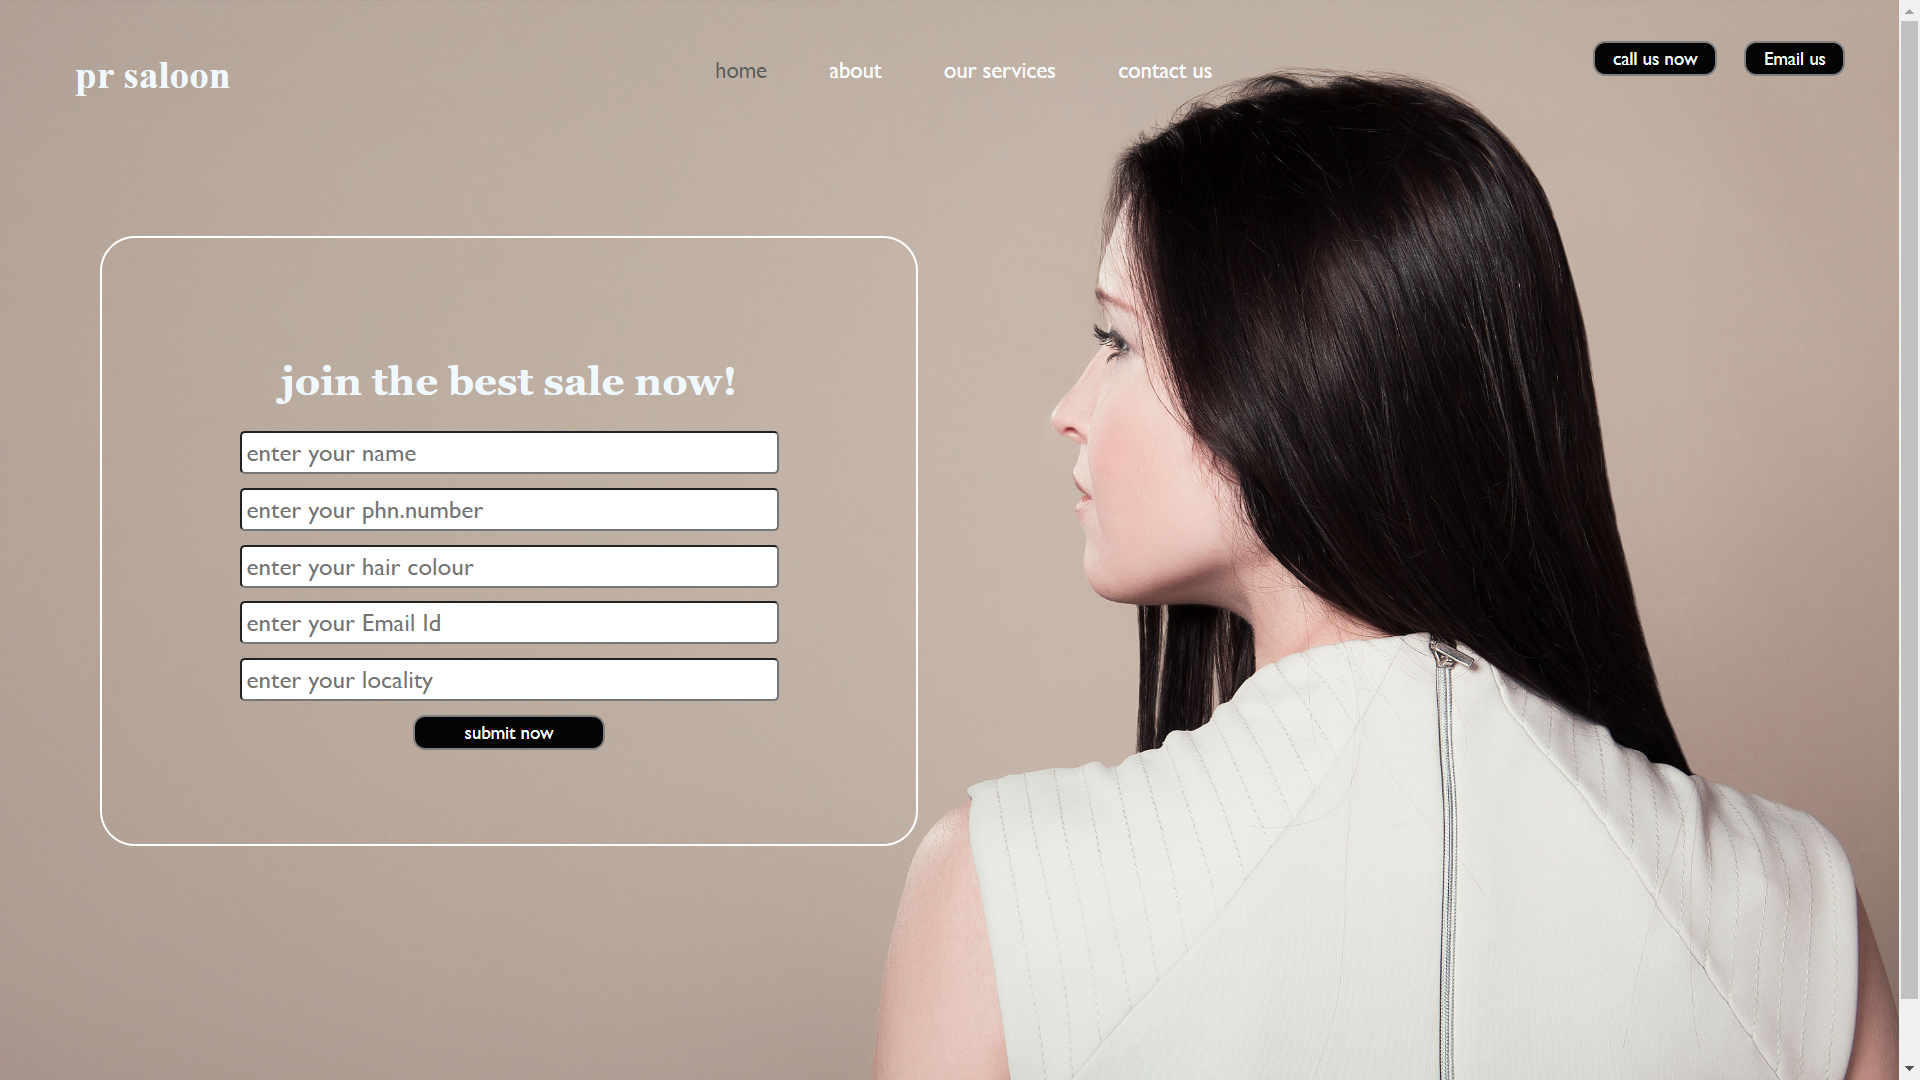 pr saloon
home
about
our services
contact us
call us now
Email us
join the best sale now!
enter your name
enter your phn.number
enter your hair colour
enter your Email Id
enter your locality
submit now